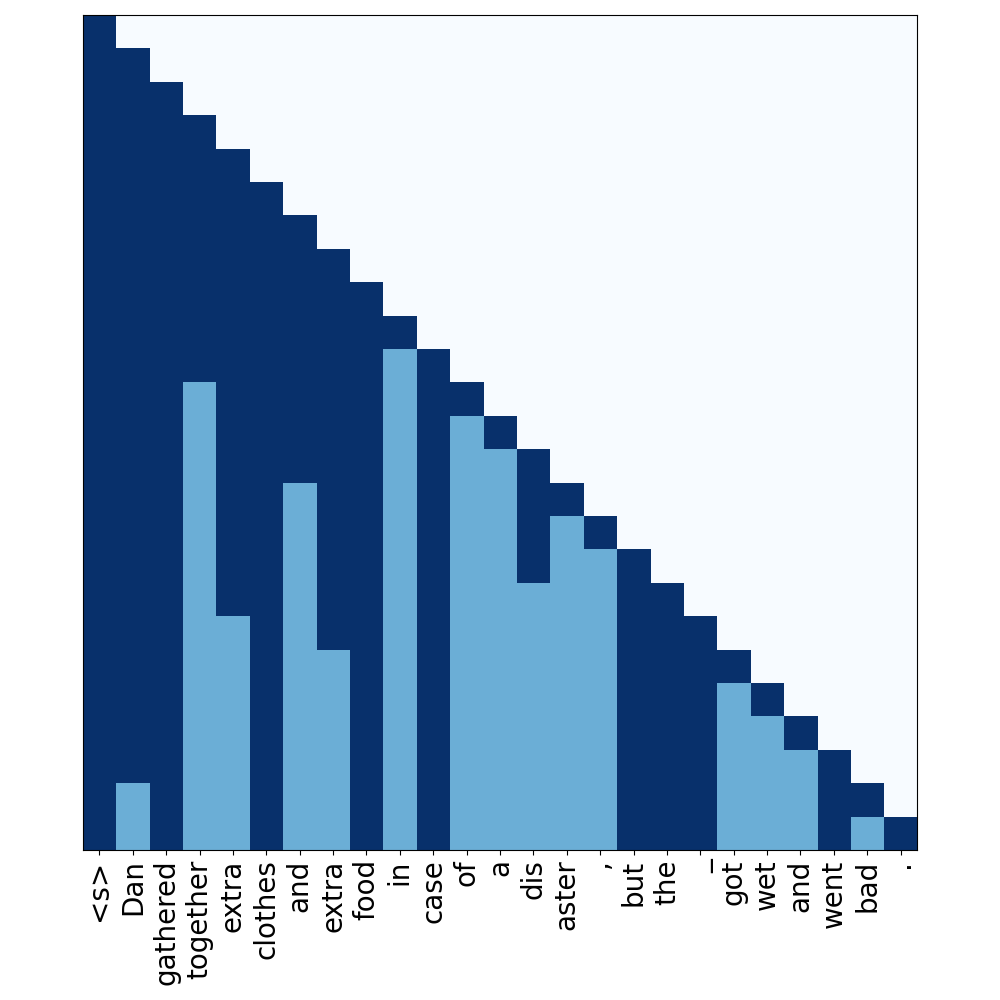 <s> Dan gathered together extra clothes and extra food in case of a dis aster , but the _ got wet and and went bad .